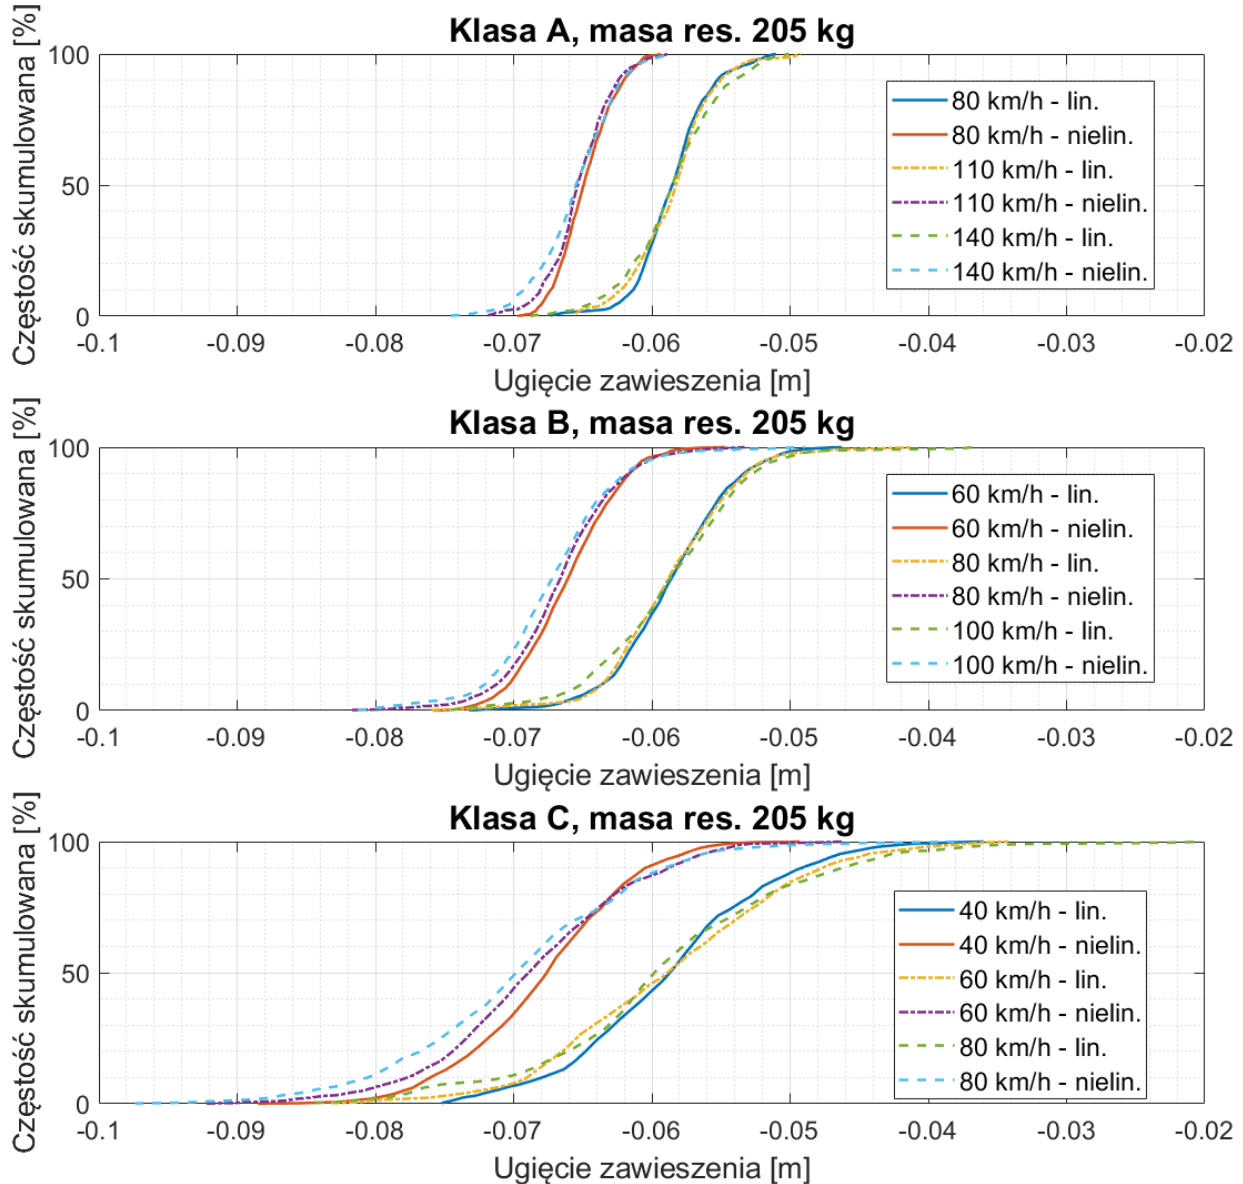 Klasa A, masa res. 205 kg
Częstość skumulowana [%]
100
50
0
80 km/h - lin.
80 km/h - nielin.
110 km/h - lin.
110 km/h - nielin.
140 km/h - lin.
140 km/h - nielin.
-0.1 -0.09 -0.08 -0.07 -0.06 -0.05 -0.04 -0.03 -0.02
Ugięcie zawieszenia [m]
Klasa B, masa res. 205 kg
Częstość skumulowana [%]
100
50
0
60 km/h - lin.
60 km/h - nielin.
80 km/h - lin.
80 km/h - nielin.
100 km/h - lin.
100 km/h - nielin.
-0.1 -0.09 -0.08 -0.07 -0.06 -0.05 -0.04 -0.03 -0.02
Ugięcie zawieszenia [m]
Klasa C, masa res. 205 kg
Częstość skumulowana [%]
100
50
0
40 km/h - lin.
40 km/h - nielin.
60 km/h - lin.
60 km/h - nielin.
80 km/h - lin.
80 km/h - nielin.
-0.1 -0.09 -0.08 -0.07 -0.06 -0.05 -0.04 -0.03 -0.02
Ugięcie zawieszenia [m]